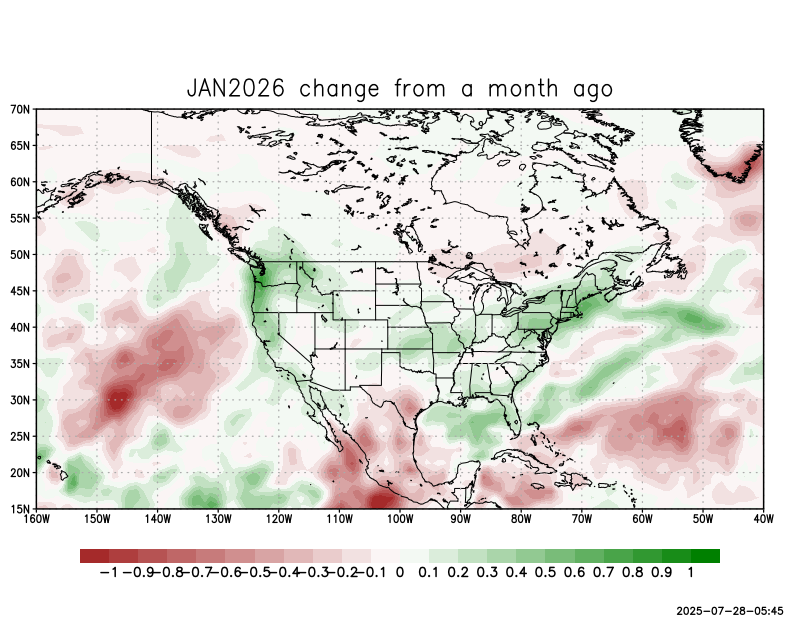 JAN2026 change from a month ago
70N
65N
60N
55N
50N
45N
40N
35N
30N
25N
20N
15N
160W 150W 140W 130W 120W 110W 100W 90W 80W 70W 60W 50W 40W
-1 -0.9 -0.8 -0.7 -0.6 -0.5 -0.4 -0.3 -0.2 -0.1 0 0.1 0.2 0.3 0.4 0.5 0.6 0.7 0.8 0.9 1
2025-07-28-05:45